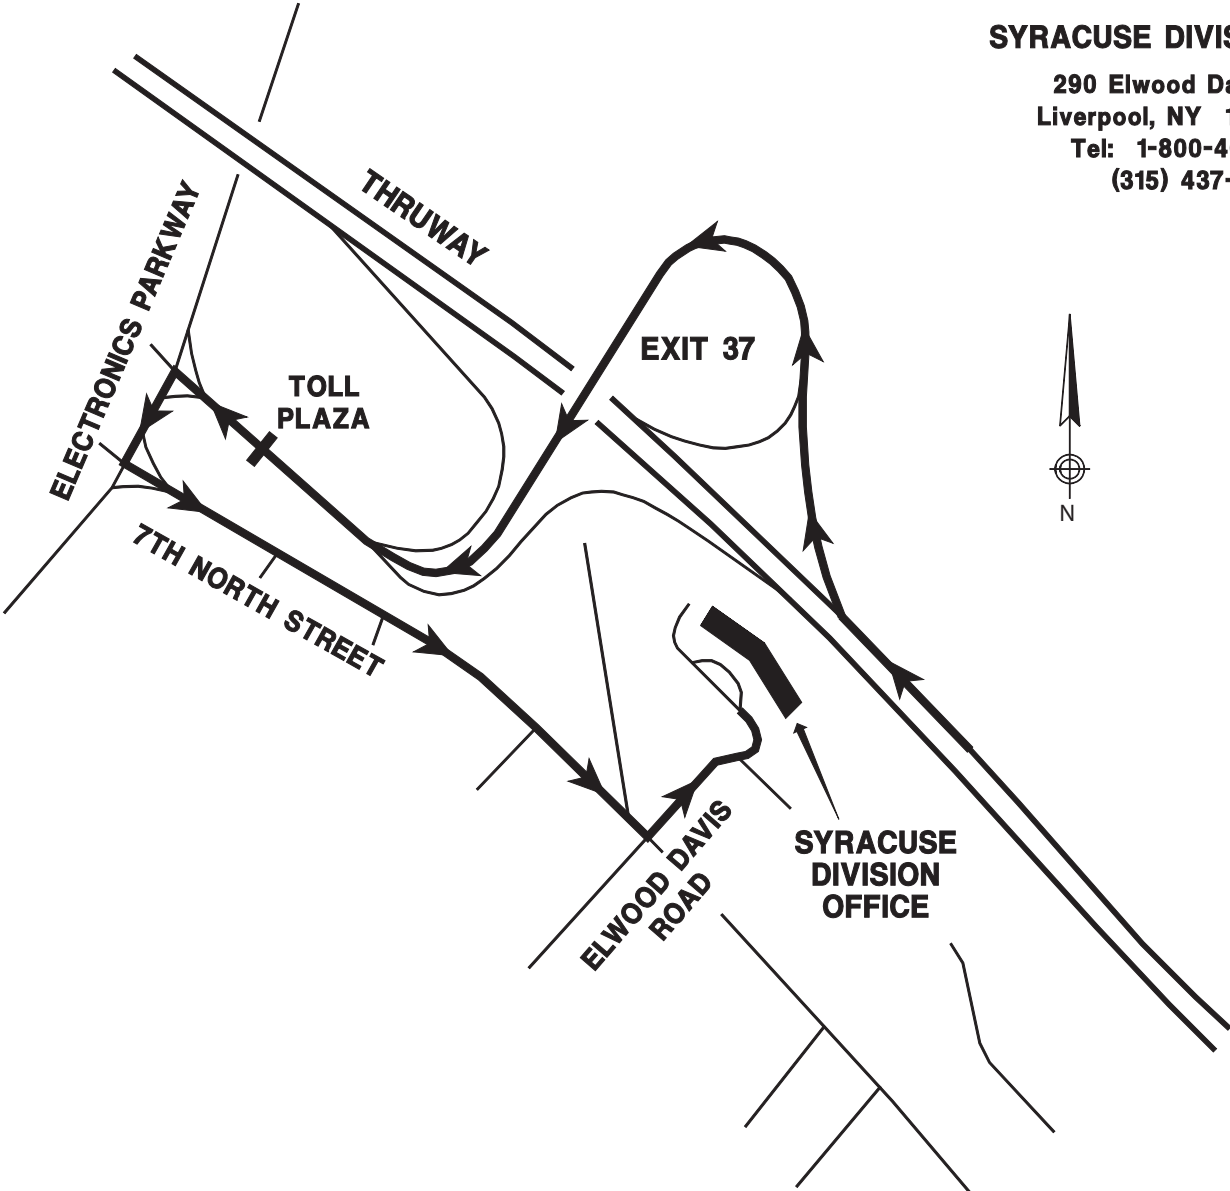 SYRACUSE DIVIS
290 Elwood Da
Liverpool, NY 1
Tel: 1-800-4
(315) 437-
THRUWAY
ELECTRONICS PARKWAY
EXIT 37
TOLL
PLAZA
7TH NORTH STREET
N
ELWOOD DAVIS
ROAD
SYRACUSE
DIVISION
OFFICE